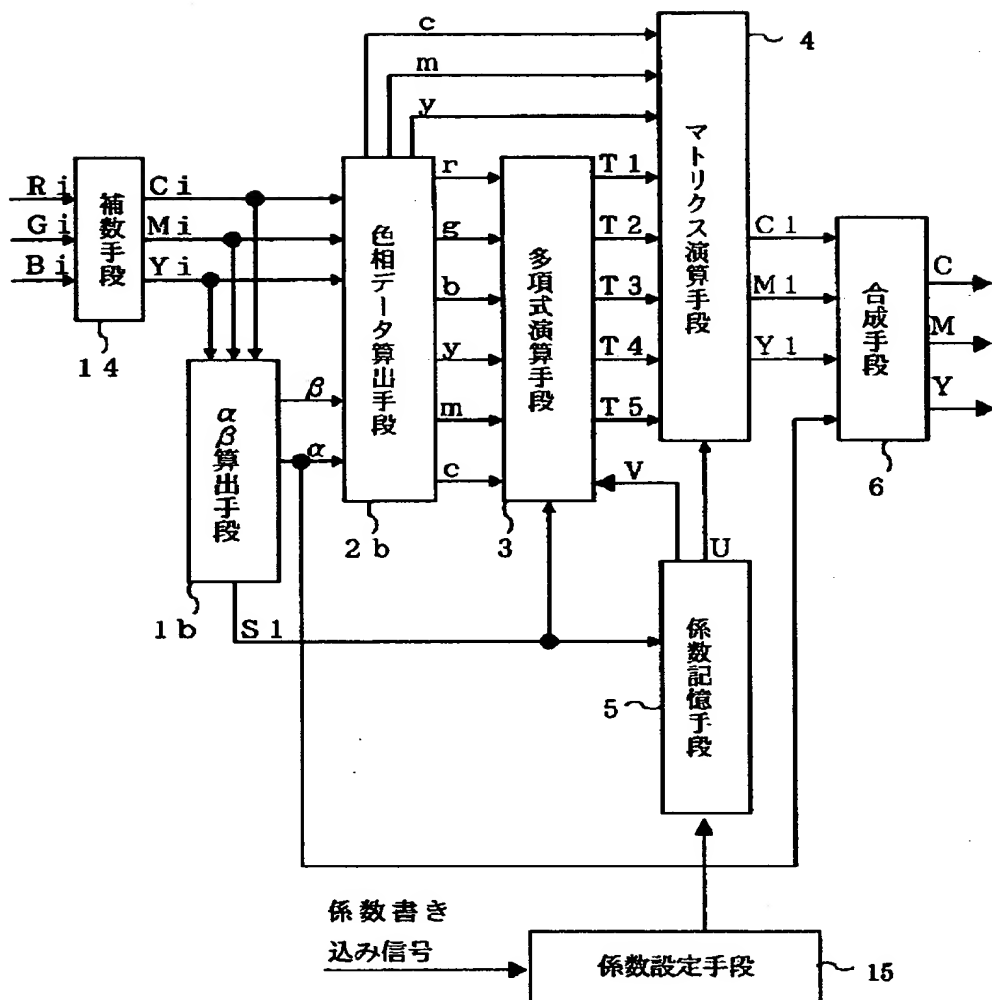 c
m
y
4
Ri
Gi
Bi
補数手段
14
Ci
Mi
Yi
αβ算出手段
1b
β
α
S1
色相データ算出手段
2b
r
g
b
y
m
c
多項式演算手段
3
T1
T2
T3
T4
T5
V
U
マトリクス演算手段
C1
M1
Y1
合成手段
6
C
M
Y
係数記憶手段
5
係数書き
込み信号
係数設定手段
15